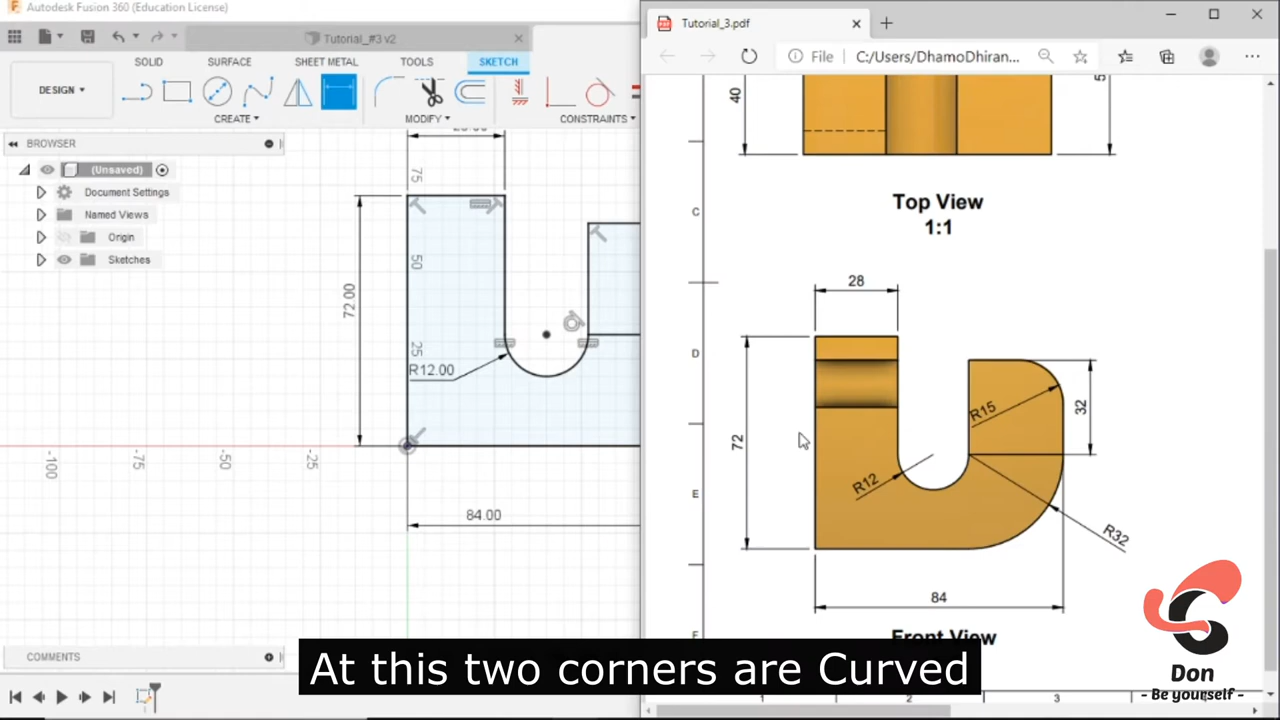 Autodesk Fusion 360 (Education License)
Tutorial_#3 v2
SOLID
SURFACE
SHEET METAL
TOOLS
SKETCH
DESIGN
CREATE
MODIFY
CONSTRAINTS
BROWSER
(Unsaved)
Document Settings
Named Views
Origin
Sketches
75
50
25
72.00
R12.00
84.00
-100
-75
-50
-25
COMMENTS
Tutorial_3.pdf
File
C:/Users/DhamoDhiran...
40
C
Top View
1:1
28
D
72
R15
32
R12
E
R32
84
F
Front View
2
3
At this two corners are Curved
Don
- Be yourself -